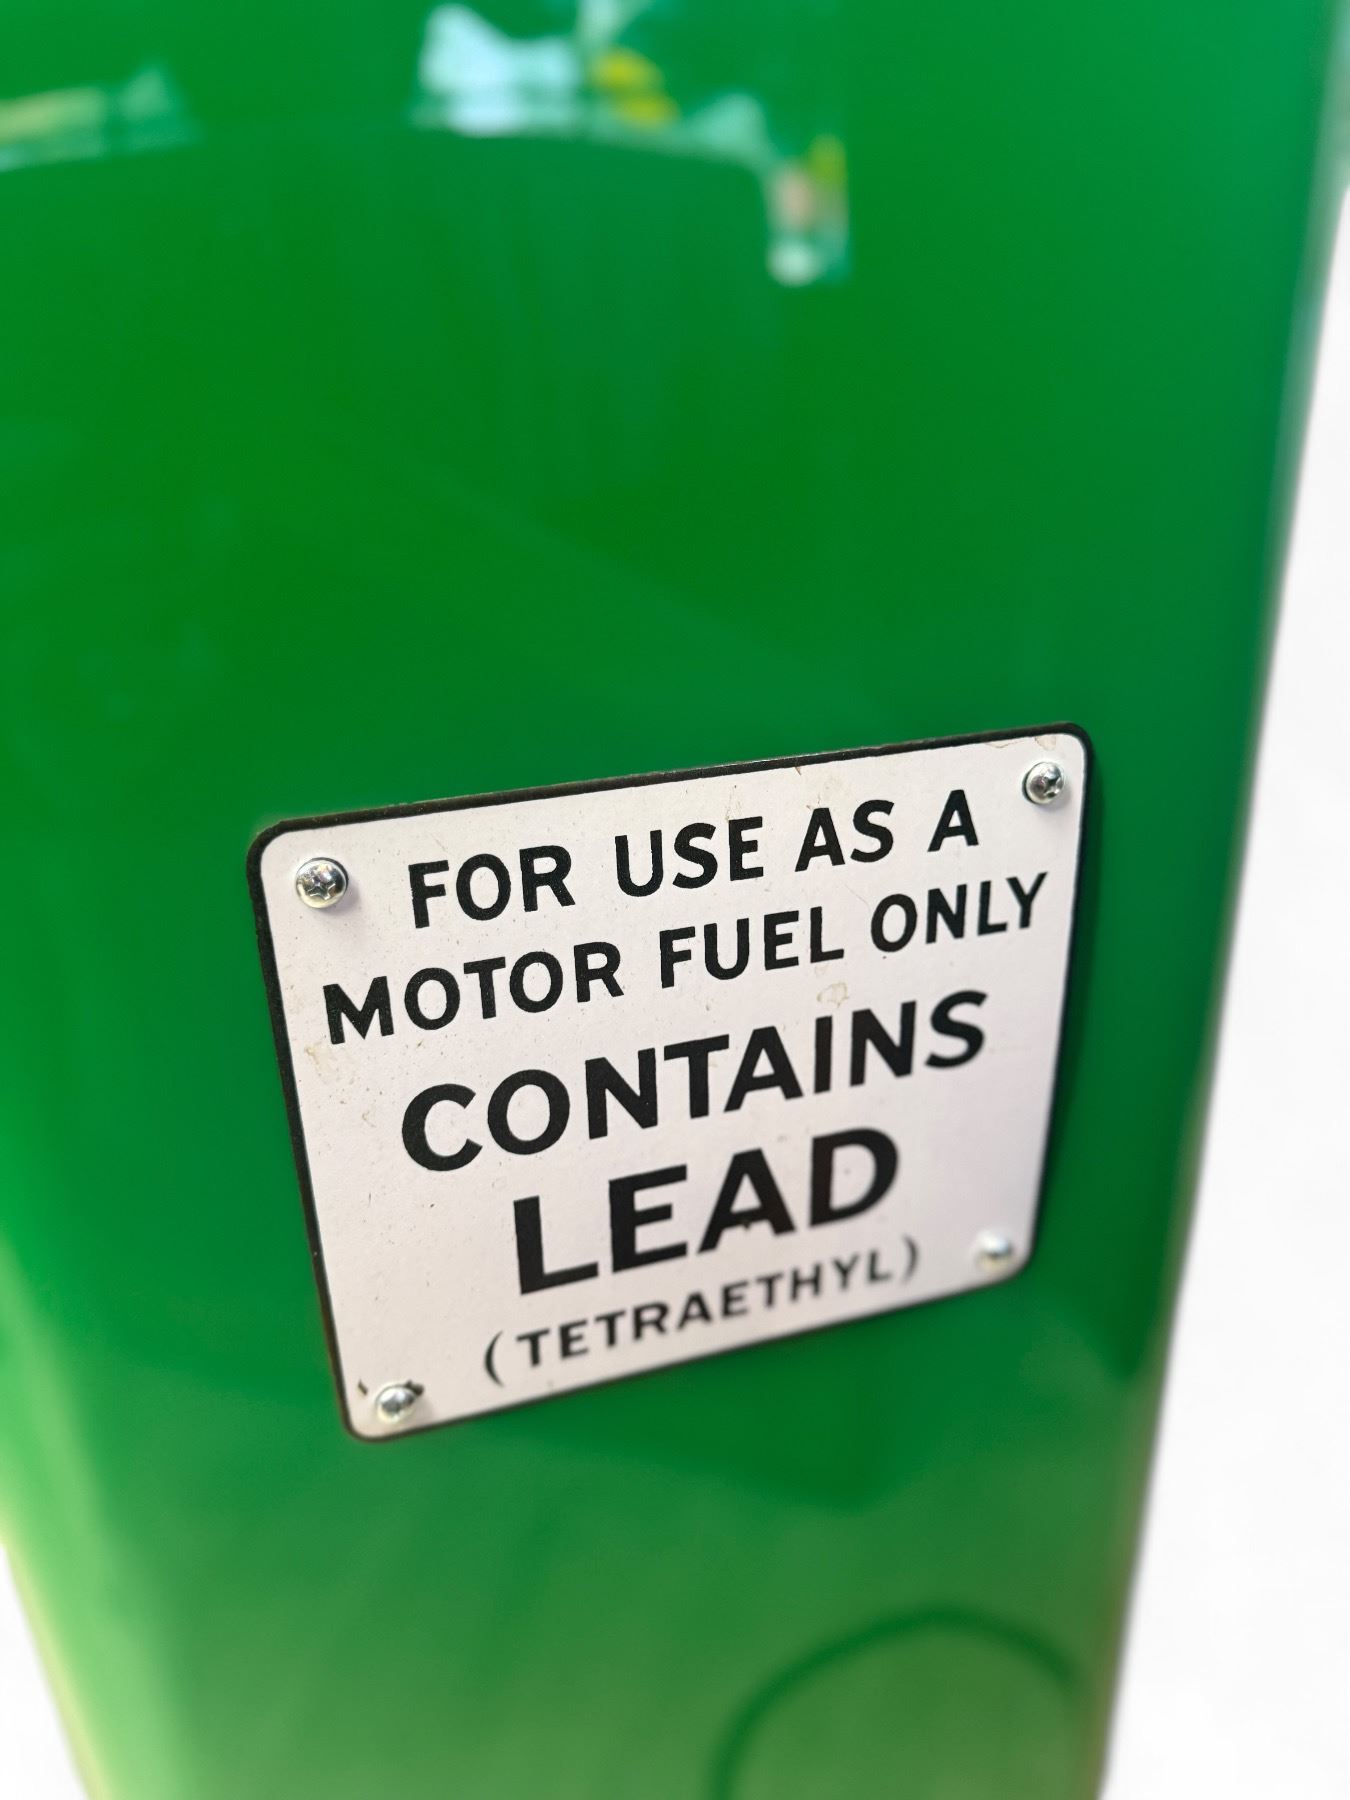 FOR USE AS A
MOTOR FUEL ONLY
CONTAINS
LEAD
(TETRAETHYL)